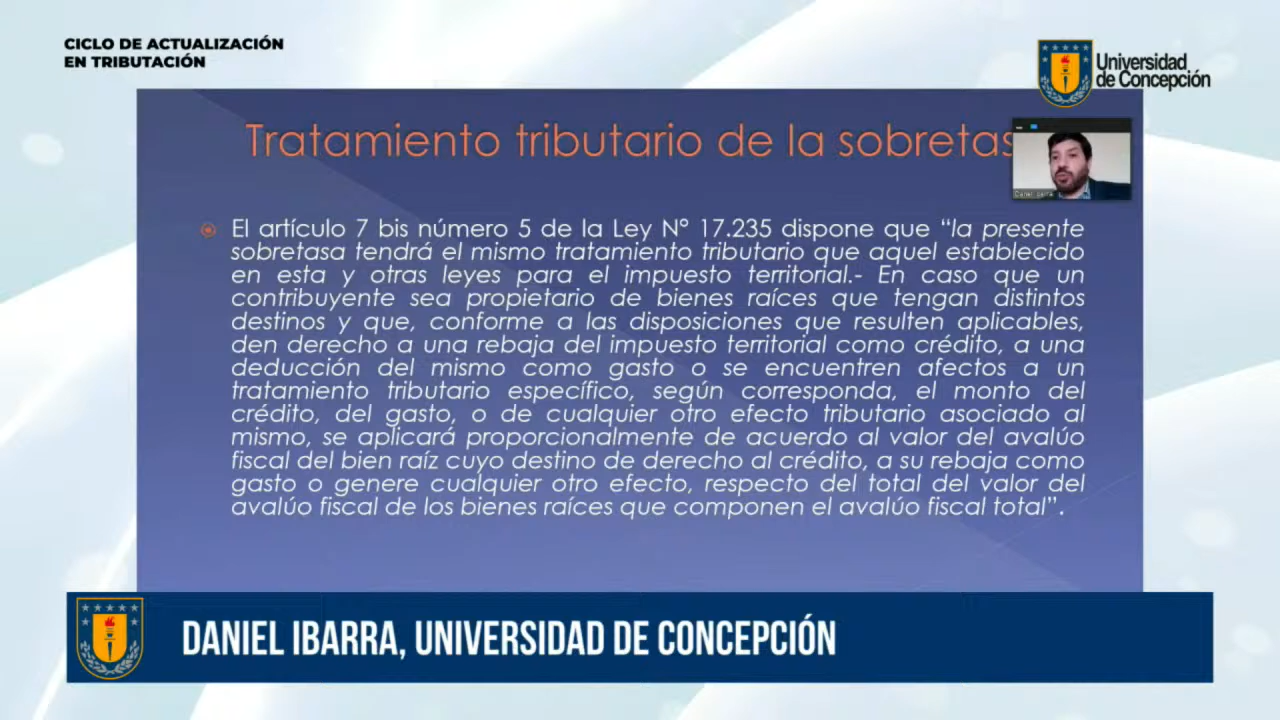 CICLO DE ACTUALIZACIÓN
EN TRIBUTACIÓN
Universidad
de Concepción
Tratamiento tributario de la sobretas
Daniel Ibarra
El artículo 7 bis número 5 de la Ley N° 17.235 dispone que “la presente
sobretasa tendrá el mismo tratamiento tributario que aquel establecido
en esta y otras leyes para el impuesto territorial.- En caso que un
contribuyente sea propietario de bienes raíces que tengan distintos
destinos y que, conforme a las disposiciones que resulten aplicables,
den derecho a una rebaja del impuesto territorial como crédito, a una
deducción del mismo como gasto o se encuentren afectos a un
tratamiento tributario específico, según corresponda, el monto del
crédito, del gasto, o de cualquier otro efecto tributario asociado al
mismo, se aplicará proporcionalmente de acuerdo al valor del avalúo
fiscal del bien raíz cuyo destino de derecho al crédito, a su rebaja como
gasto o genere cualquier otro efecto, respecto del total del valor del
avalúo fiscal de los bienes raíces que componen el avalúo fiscal total”.
DANIEL IBARRA, UNIVERSIDAD DE CONCEPCIÓN